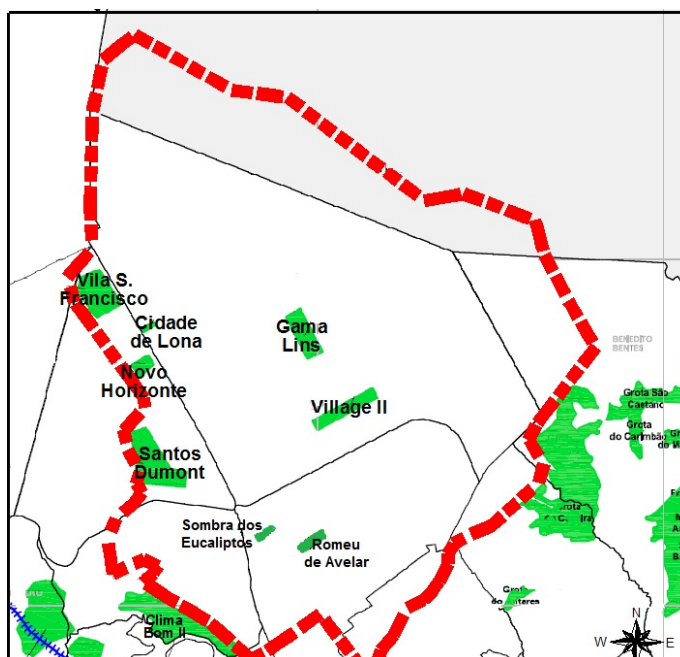 Vila S.
Francisco
Cidade
de Lona
Gama
Lins
BENEDITO
BENTES
Novo
Horizonte
Village II
Grota São
Caetano
Grota
do Carimbão
Santos
Dumont
Sombra dos
Eucaliptos
Romeu
de Avelar
Grota
Clima
Bom II
N
W
E